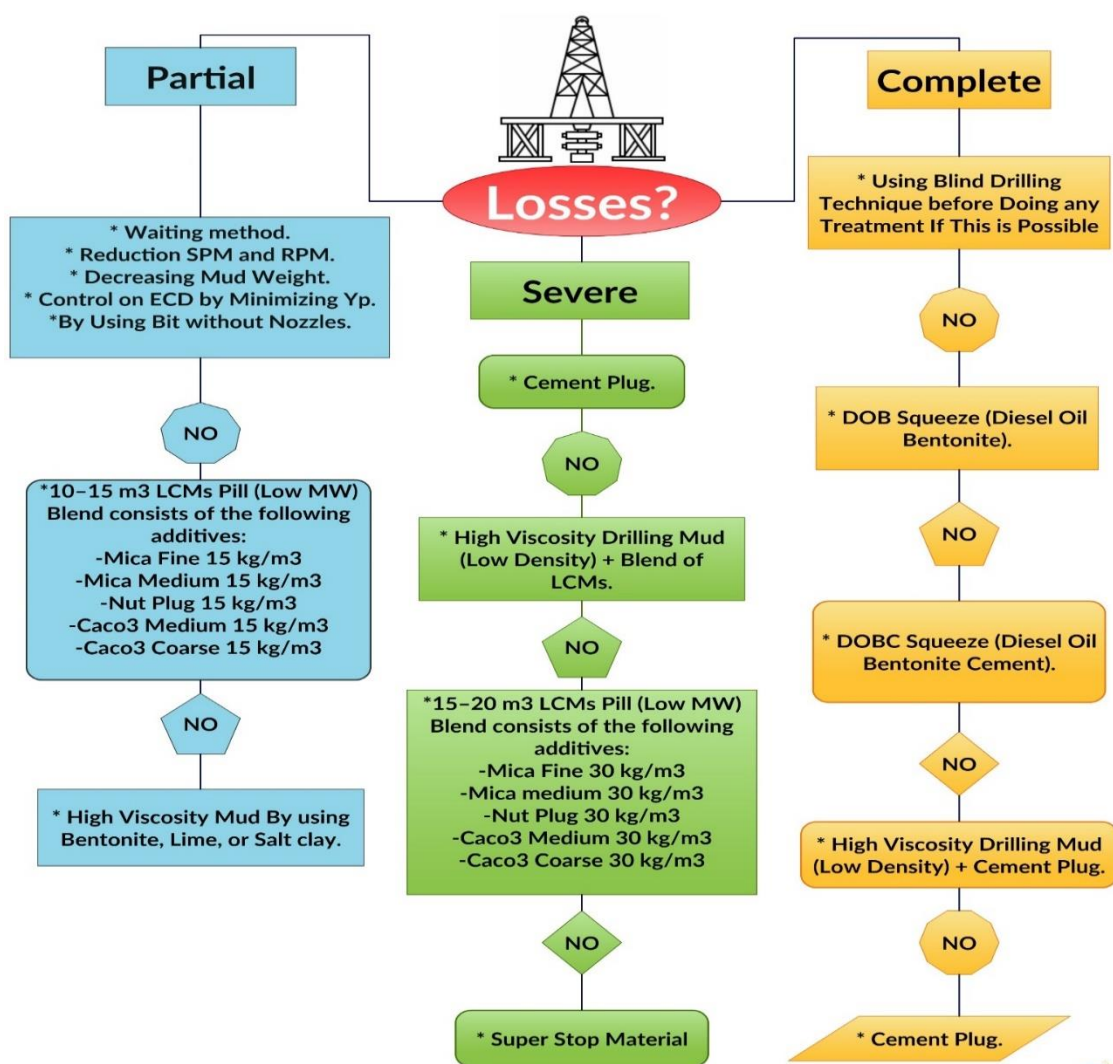 Losses?
Partial
* Waiting method.
* Reduction SPM and RPM.
* Decreasing Mud Weight.
* Control on ECD by Minimizing Yp.
*By Using Bit without Nozzles.
NO
*10–15 m3 LCMs Pill (Low MW)
Blend consists of the following
additives:
-Mica Fine 15 kg/m3
-Mica Medium 15 kg/m3
-Nut Plug 15 kg/m3
-Caco3 Medium 15 kg/m3
-Caco3 Coarse 15 kg/m3
NO
* High Viscosity Mud By using
Bentonite, Lime, or Salt clay.
Severe
* Cement Plug.
NO
* High Viscosity Drilling Mud
(Low Density) + Blend of
LCMs.
NO
*15–20 m3 LCMs Pill (Low MW)
Blend consists of the following
additives:
-Mica Fine 30 kg/m3
-Mica medium 30 kg/m3
-Nut Plug 30 kg/m3
-Caco3 Medium 30 kg/m3
-Caco3 Coarse 30 kg/m3
NO
* Super Stop Material
Complete
* Using Blind Drilling
Technique before Doing any
Treatment If This is Possible
NO
* DOB Squeeze (Diesel Oil
Bentonite).
NO
* DOBC Squeeze (Diesel Oil
Bentonite Cement).
NO
* High Viscosity Drilling Mud
(Low Density) + Cement Plug.
NO
* Cement Plug.